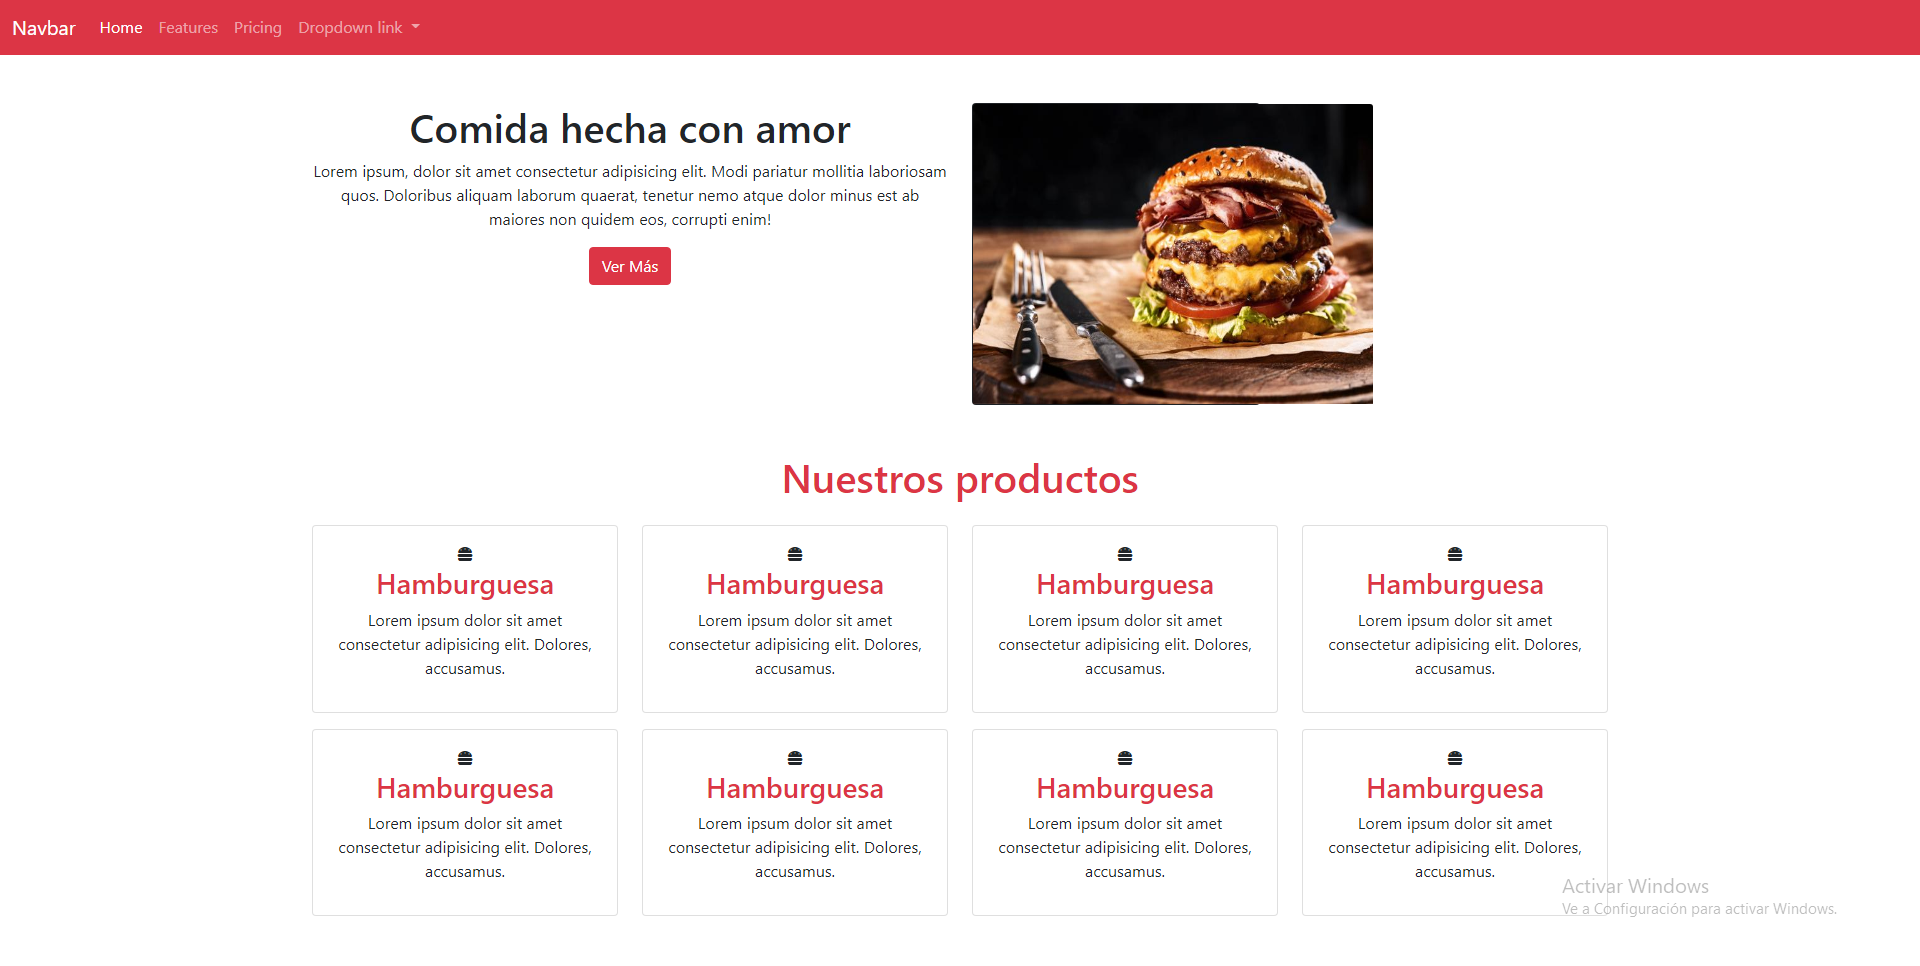 Navbar Home Features Pricing Dropdown link
Comida hecha con amor
Lorem ipsum, dolor sit amet consectetur adipisicing elit. Modi pariatur mollitia laboriosam
quos. Doloribus aliquam laborum quaerat, tenetur nemo atque dolor minus est ab
maiores non quidem eos, corrupti enim!
Ver Más
Nuestros productos
Hamburguesa
Lorem ipsum dolor sit amet
consectetur adipisicing elit. Dolores,
accusamus.
Hamburguesa
Lorem ipsum dolor sit amet
consectetur adipisicing elit. Dolores,
accusamus.
Hamburguesa
Lorem ipsum dolor sit amet
consectetur adipisicing elit. Dolores,
accusamus.
Hamburguesa
Lorem ipsum dolor sit amet
consectetur adipisicing elit. Dolores,
accusamus.
Hamburguesa
Lorem ipsum dolor sit amet
consectetur adipisicing elit. Dolores,
accusamus.
Hamburguesa
Lorem ipsum dolor sit amet
consectetur adipisicing elit. Dolores,
accusamus.
Hamburguesa
Lorem ipsum dolor sit amet
consectetur adipisicing elit. Dolores,
accusamus.
Hamburguesa
Lorem ipsum dolor sit amet
consectetur adipisicing elit. Dolores,
accusamus.
Activar Windows
Ve a Configuración para activar Windows.